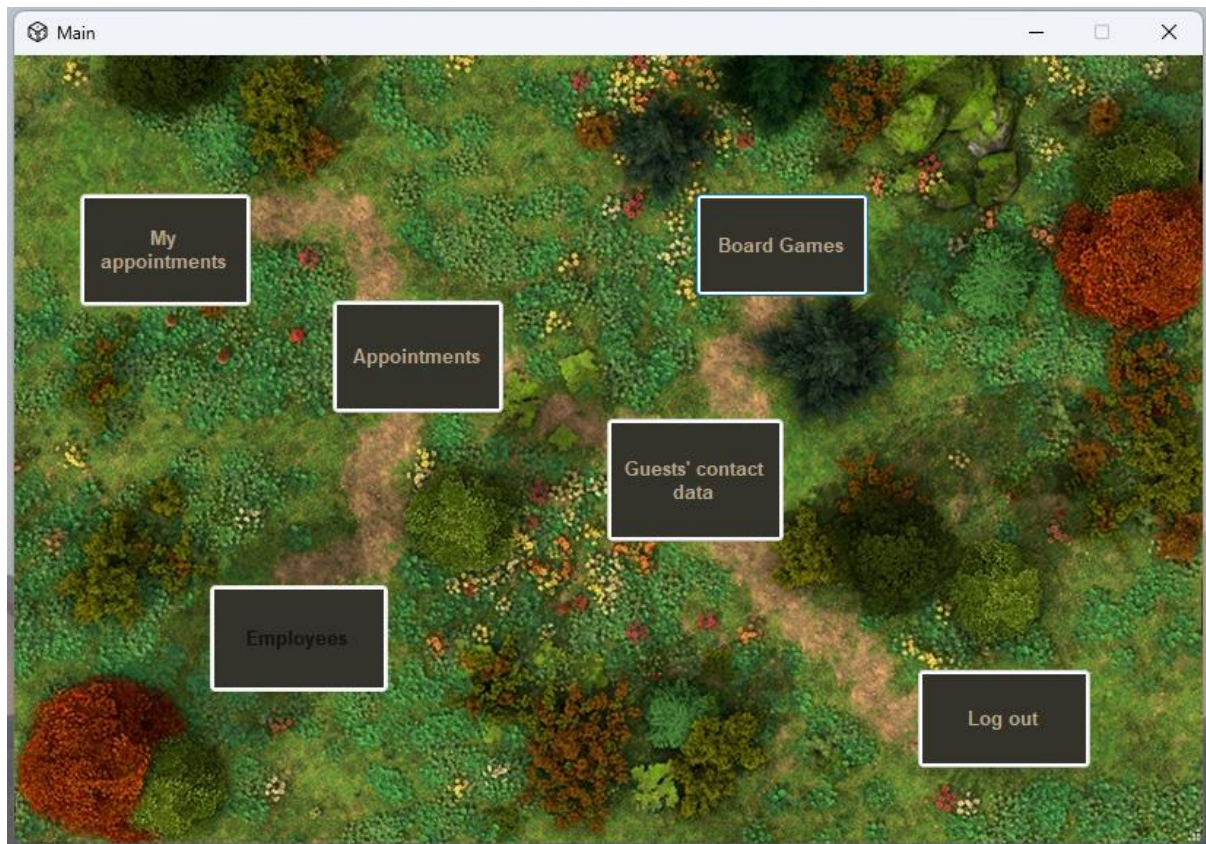 Main
My
appointments
Board Games
Appointments
Guests' contact
data
Employees
Log out